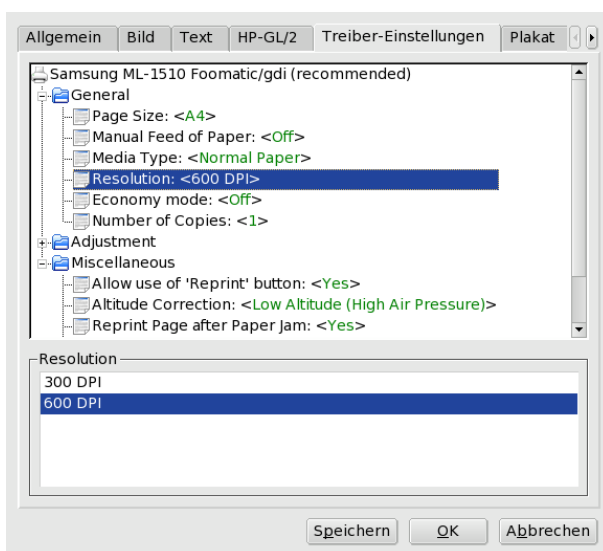 Allgemein Bild Text HP-GL/2 Treiber-Einstellungen Plakat
Samsung ML-1510 Foomatic/gdi (recommended)
General
Page Size: <A4>
Manual Feed of Paper: <Off>
Media Type: <Normal Paper>
Resolution: <600 DPI>
Economy mode: <Off>
Number of Copies: <1>
Adjustment
Miscellaneous
Allow use of 'Reprint' button: <Yes>
Altitude Correction: <Low Altitude (High Air Pressure)>
Reprint Page after Paper Jam: <Yes>
Resolution
300 DPI
600 DPI
Speichern OK Abbrechen